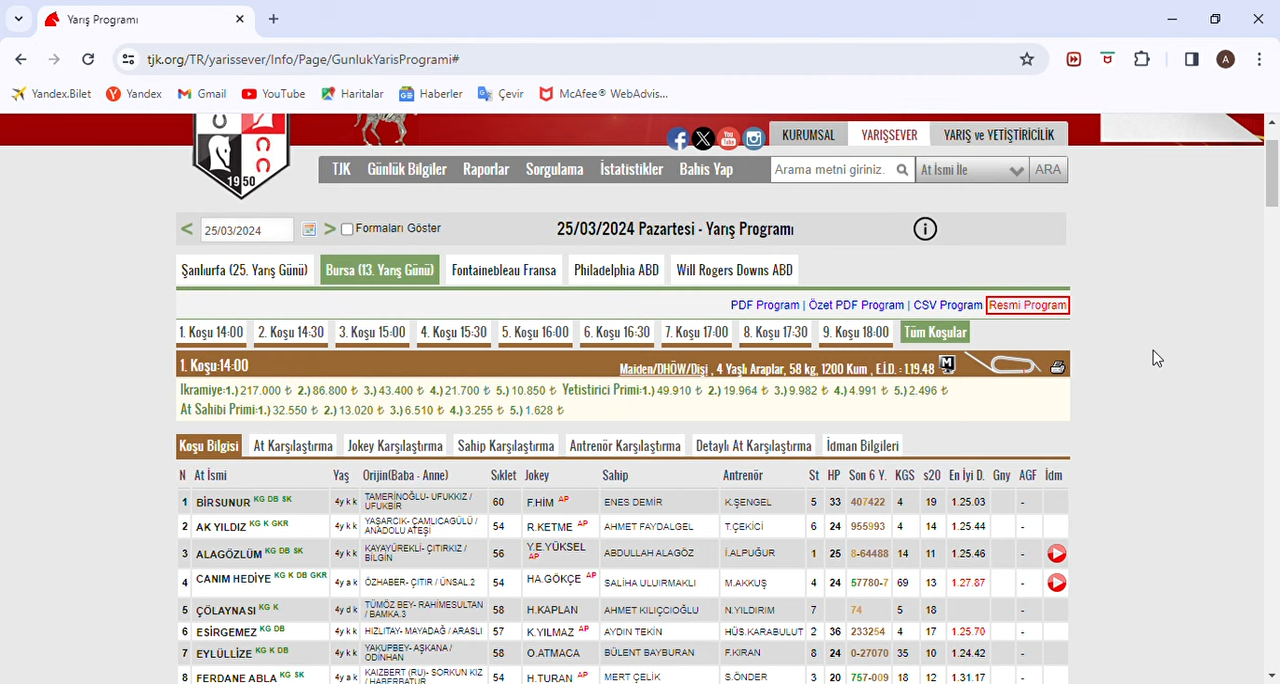 Yarış Programı
tjk.org/TR/yarissever/Info/Page/GunlukYarisProgrami#
A
Yandex.Bilet Yandex Gmail YouTube Haritalar Haberler Çevir McAfee® WebAdvis...
1950
KURUMSAL YARIŞSEVER YARIŞ ve YETİŞTİRİCİLİK
TJK Günlük Bilgiler Raporlar Sorgulama İstatistikler Bahis Yap Arama metni giriniz. At İsmi İle ARA
< 25/03/2024 > Formaları Göster 25/03/2024 Pazartesi - Yarış Programı
Şanlıurfa (25. Yarış Günü) Bursa (13. Yarış Günü) Fontainebleau Fransa Philadelphia ABD Will Rogers Downs ABD
PDF Program | Özet PDF Program | CSV Program Resmi Program
1. Koşu 14:00 2. Koşu 14:30 3. Koşu 15:00 4. Koşu 15:30 5. Koşu 16:00 6. Koşu 16:30 7. Koşu 17:00 8. Koşu 17:30 9. Koşu 18:00 Tüm Koşular
1. Koşu:14:00 Maiden/DHÖW/Dişi , 4 Yaşlı Araplar, 58 kg, 1200 Kum , E.İ.D. : 1.19.48 M
İkramiye:1.) 217.000 ₺ 2.) 86.800 ₺ 3.) 43.400 ₺ 4.) 21.700 ₺ 5.) 10.850 ₺ Yetistirici Primi:1.) 49.910 ₺ 2.) 19.964 ₺ 3.) 9.982 ₺ 4.) 4.991 ₺ 5.) 2.496 ₺
At Sahibi Primi:1.) 32.550 ₺ 2.) 13.020 ₺ 3.) 6.510 ₺ 4.) 3.255 ₺ 5.) 1.628 ₺
Koşu Bilgisi At Karşılaştırma Jokey Karşılaştırma Sahip Karşılaştırma Antrenör Karşılaştırma Detaylı At Karşılaştırma İdman Bilgileri
N At İsmi Yaş Orijin(Baba - Anne) Sıklet Jokey Sahip Antrenör St HP Son 6 Y. KGS s20 En İyi D. Gny AGF İdm
1 BİRSUNUR KG DB SK 4y k k TAMERİNOĞLU- UFUKKIZ / UFUKBİR 60 F.HİM AP ENES DEMİR K.ŞENGEL 5 33 407422 4 19 1.25.03 -
2 AK YILDIZ KG K GKR 4y k k YAŞARCIK- ÇAMLICAGÜLÜ / ANADOLU ATEŞİ 54 R.KETME AP AHMET FAYDALGEL T.ÇEKİCİ 6 24 955993 4 14 1.25.44 -
3 ALAGÖZLÜM KG DB SK 4y k k KAYAYÜREKLİ- ÇITIRKIZ / BİLGİN 56 Y.E.YÜKSEL AP ABDULLAH ALAGÖZ İ.ALPUĞUR 1 25 8-64488 14 11 1.25.46 -
4 CANIM HEDİYE KG K DB GKR 4y a k ÖZHABER- ÇITIR / ÜNSAL.2 54 HA.GÖKÇE AP SALİHA ULUIRMAKLI M.AKKUŞ 4 24 57780-7 69 13 1.27.87 -
5 ÇÖLAYNASI KG K 4y d k TÜMÖZ BEY- RAHİMESULTAN / BAMKA.3 58 H.KAPLAN AHMET KILIÇCIOĞLU N.YILDIRIM 7 74 5 18 -
6 ESİRGEMEZ KG DB 4y k k HIZLITAY- MAYADAĞ / ARASLI 57 K.YILMAZ AP AYDIN TEKİN HÜS.KARABULUT 2 36 233254 4 17 1.25.70 -
7 EYLÜLLİZE KG K DB 4y k k YAKUPBEY- AŞKANA / ODİNHAN 58 O.ATMACA BÜLENT BAYBURAN F.KIRAN 8 24 0-27070 35 10 1.24.42 -
8 FERDANE ABLA KG SK 4y a k KAIZBERT (RU)- SORKUN KIZ / HABERBATUR 54 H.TURAN AP MERT ÇELİK S.ÖNDER 3 20 757-009 18 12 1.31.17 -